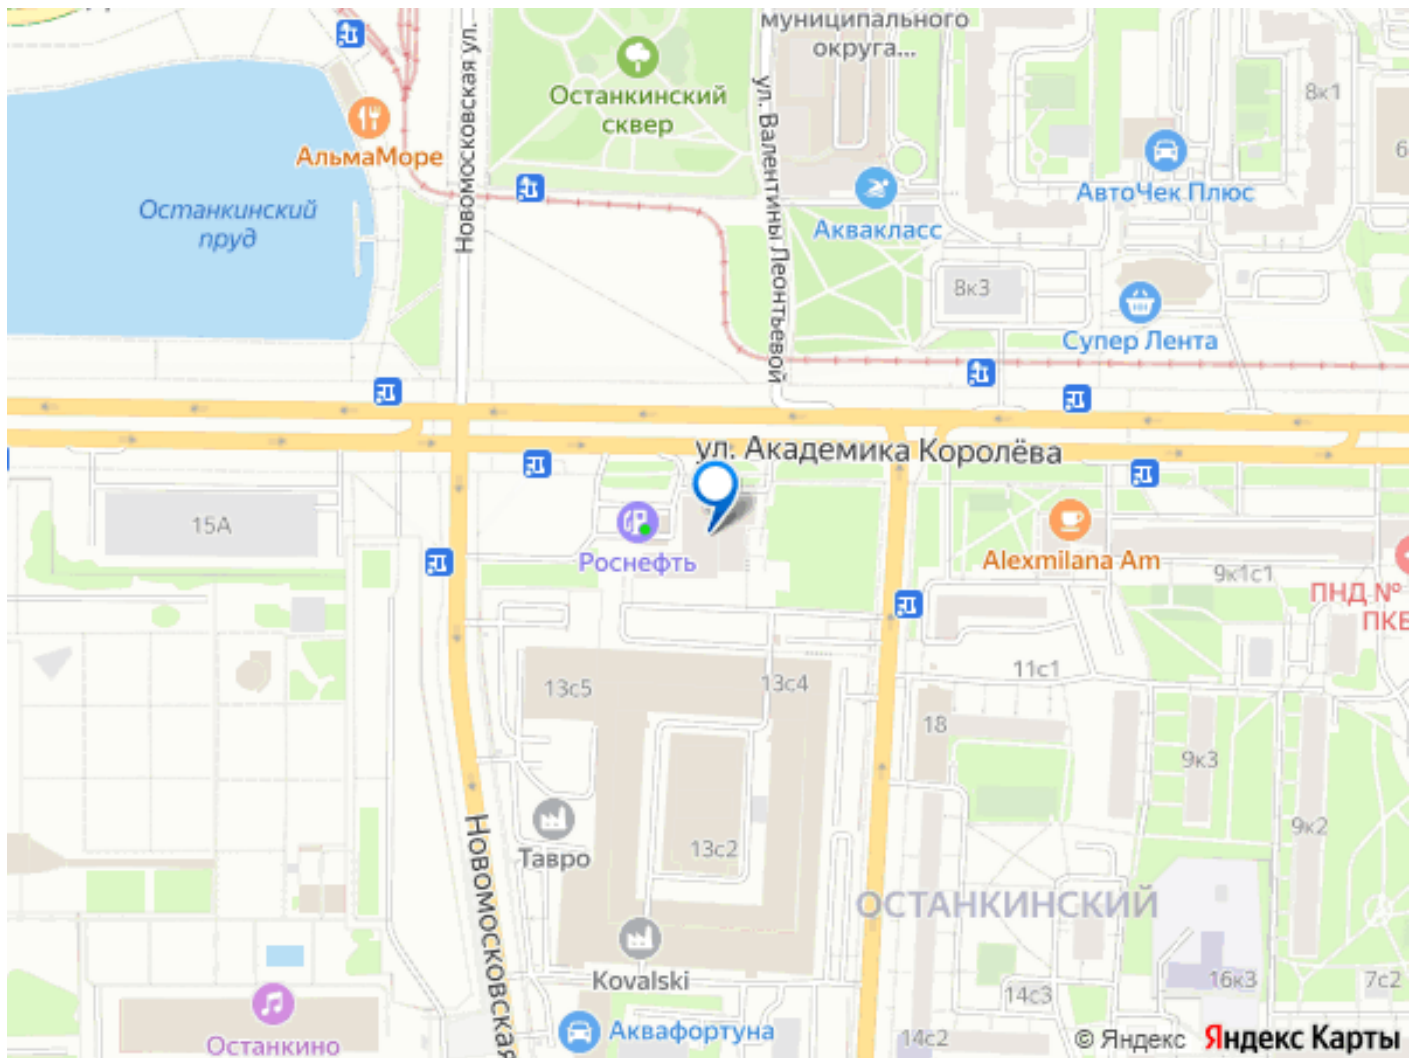 муниципального
округа...
Новомосковская ул.
Останкинский
сквер
ул. Валентины Леонтьевой
8к1
6
АльмаМоре
АвтоЧек Плюс
Останкинский
пруд
Аквакласс
8к3
Супер Лента
ул. Академика Королёва
15А
Роснефть
Alexmilana Am
9к1с1
ПНД №
ПКБ
11с1
13с5
13с4
18
9к3
9к2
13с2
Тавро
Новомосковская
ОСТАНКИНСКИЙ
Kovalski
16к3
7с2
14с3
Останкино
Аквафортуна
14с2
© Яндекс Яндекс Карты